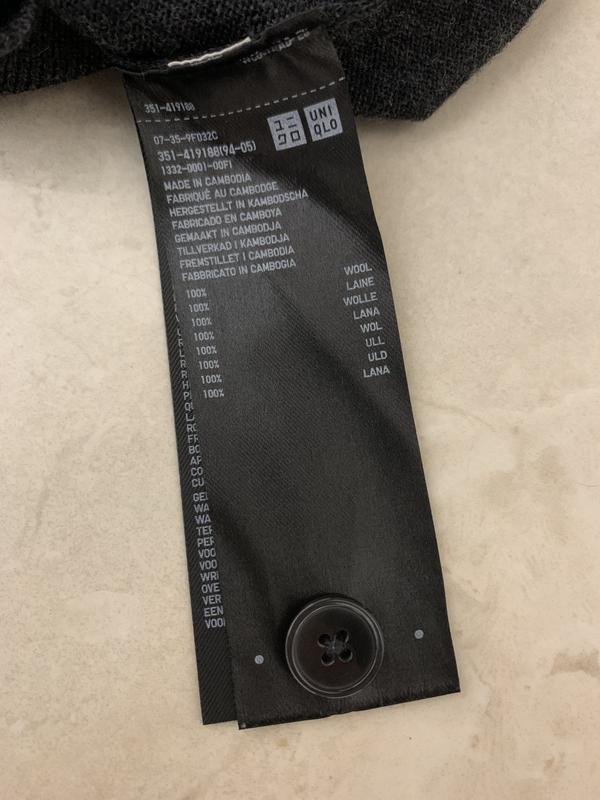 351-419188
ユニ
クロ
UNI
QLO
07-35-9F032C
351-419188(94-05)
1332-0001-00F1
MADE IN CAMBODIA
FABRIQUÉ AU CAMBODGE
HERGESTELLT IN KAMBODSCHA
FABRICADO EN CAMBOYA
GEMAAKT IN CAMBODJA
TILLVERKAD I KAMBODJA
FREMSTILLET I CAMBODIA
FABBRICATO IN CAMBOGIA
100% WOOL
100% LAINE
100% WOLLE
100% LANA
100% WOL
100% ULL
100% ULD
100% LANA